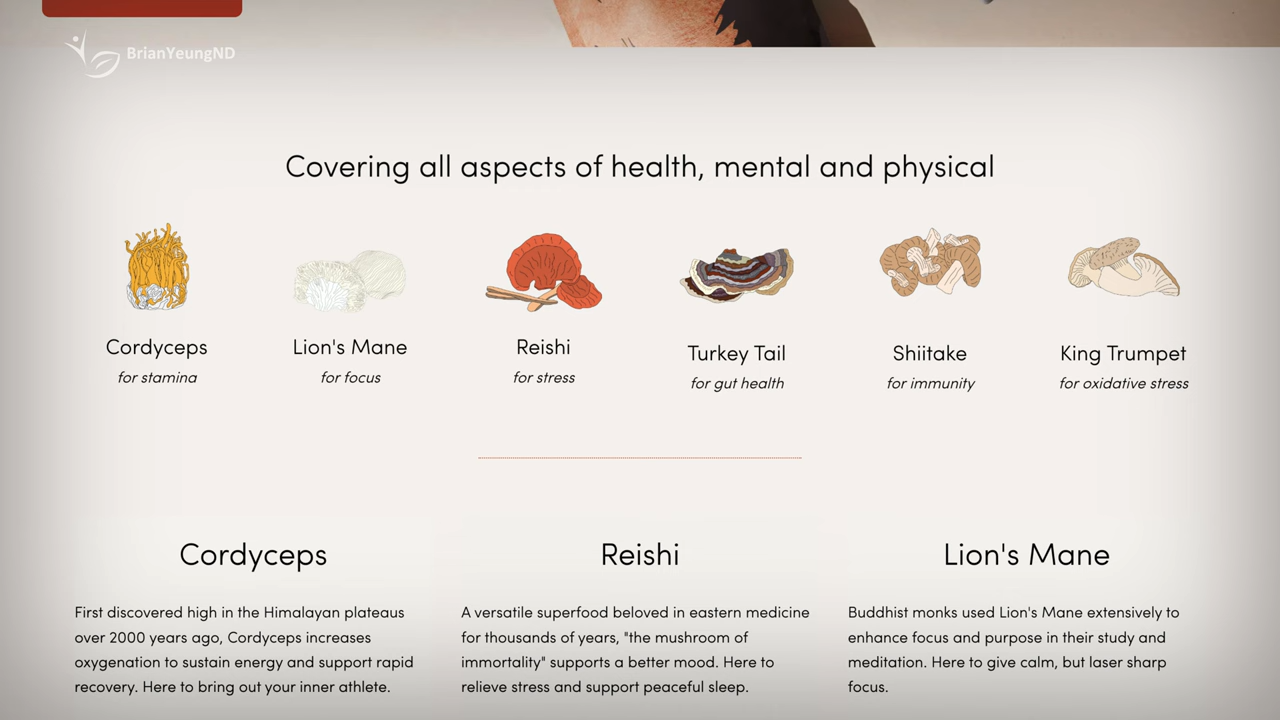 BrianYeungND
Covering all aspects of health, mental and physical
Cordyceps
for stamina
Lion's Mane
for focus
Reishi
for stress
Turkey Tail
for gut health
Shiitake
for immunity
King Trumpet
for oxidative stress
Cordyceps
First discovered high in the Himalayan plateaus
over 2000 years ago, Cordyceps increases
oxygenation to sustain energy and support rapid
recovery. Here to bring out your inner athlete.
Reishi
A versatile superfood beloved in eastern medicine
for thousands of years, "the mushroom of
immortality" supports a better mood. Here to
relieve stress and support peaceful sleep.
Lion's Mane
Buddhist monks used Lion's Mane extensively to
enhance focus and purpose in their study and
meditation. Here to give calm, but laser sharp
focus.